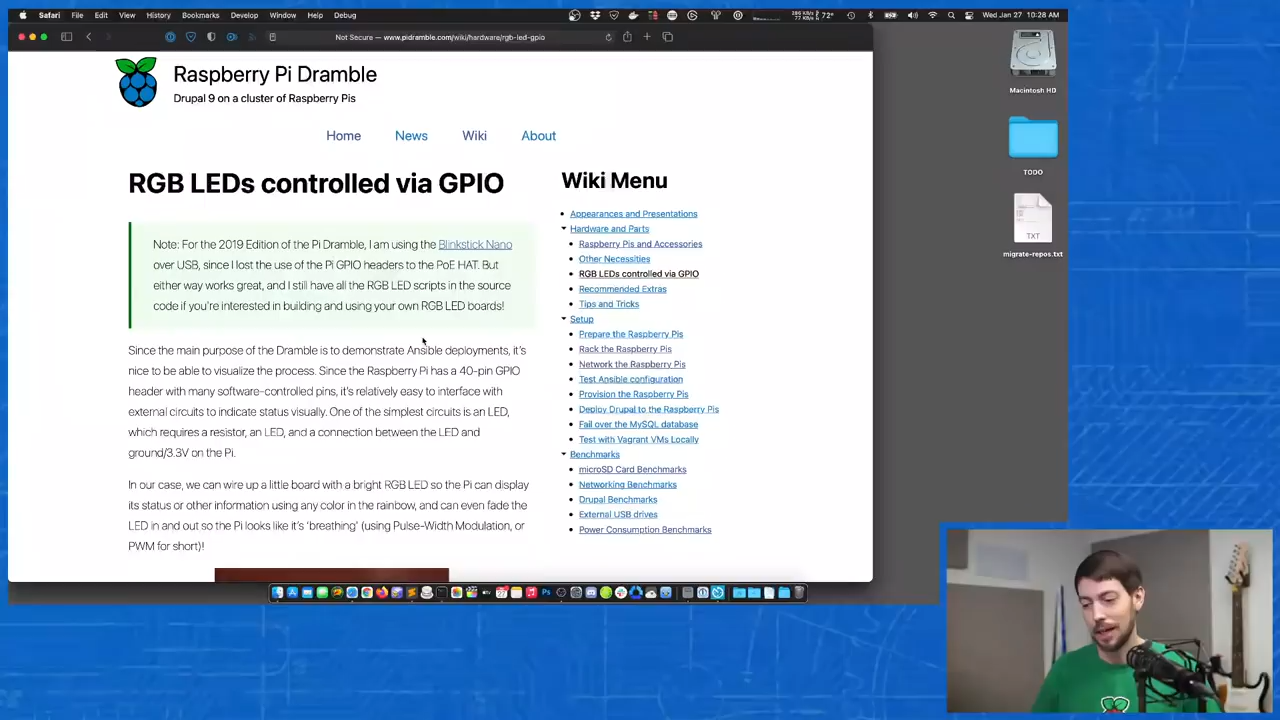 Safari File Edit View History Bookmarks Develop Window Help Debug
72° Wed Jan 27 10:28 AM
Not Secure — www.pidramble.com/wiki/hardware/rgb-led-gpio
Macintosh HD
TODO
TXT
migrate-repos.txt
Raspberry Pi Dramble
Drupal 9 on a cluster of Raspberry Pis
Home News Wiki About
RGB LEDs controlled via GPIO
Note: For the 2019 Edition of the Pi Dramble, I am using the Blinkstick Nano
over USB, since I lost the use of the Pi GPIO headers to the PoE HAT. But
either way works great, and I still have all the RGB LED scripts in the source
code if you're interested in building and using your own RGB LED boards!
Since the main purpose of the Dramble is to demonstrate Ansible deployments, it's
nice to be able to visualize the process. Since the Raspberry Pi has a 40-pin GPIO
header with many software-controlled pins, it's relatively easy to interface with
external circuits to indicate status visually. One of the simplest circuits is an LED,
which requires a resistor, an LED, and a connection between the LED and
ground/3.3V on the Pi.
In our case, we can wire up a little board with a bright RGB LED so the Pi can display
its status or other information using any color in the rainbow, and can even fade the
LED in and out so the Pi looks like it's 'breathing' (using Pulse-Width Modulation, or
PWM for short)!
Wiki Menu
Appearances and Presentations
Hardware and Parts
Raspberry Pis and Accessories
Other Necessities
RGB LEDs controlled via GPIO
Recommended Extras
Tips and Tricks
Setup
Prepare the Raspberry Pis
Rack the Raspberry Pis
Network the Raspberry Pis
Test Ansible configuration
Provision the Raspberry Pis
Deploy Drupal to the Raspberry Pis
Fail over the MySQL database
Test with Vagrant VMs Locally
Benchmarks
microSD Card Benchmarks
Networking Benchmarks
Drupal Benchmarks
External USB drives
Power Consumption Benchmarks